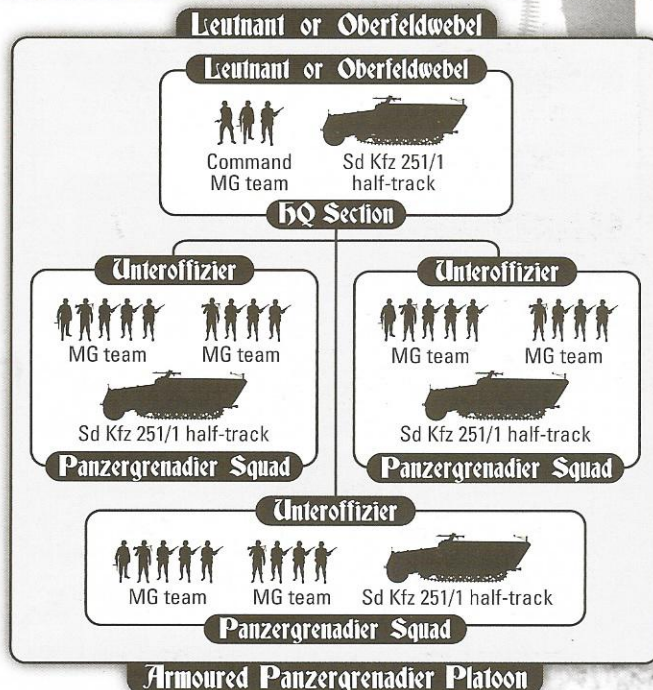 Leutnant or Oberfeldwebel
Leutnant or Oberfeldwebel
Command
MG team
Sd Kfz 251/1
half-track
HQ Section
Unteroffizier
MG team
MG team
Sd Kfz 251/1 half-track
Panzergrenadier Squad
Unteroffizier
MG team
MG team
Sd Kfz 251/1 half-track
Panzergrenadier Squad
Unteroffizier
MG team
MG team
Sd Kfz 251/1 half-track
Panzergrenadier Squad
Armoured Panzergrenadier Platoon